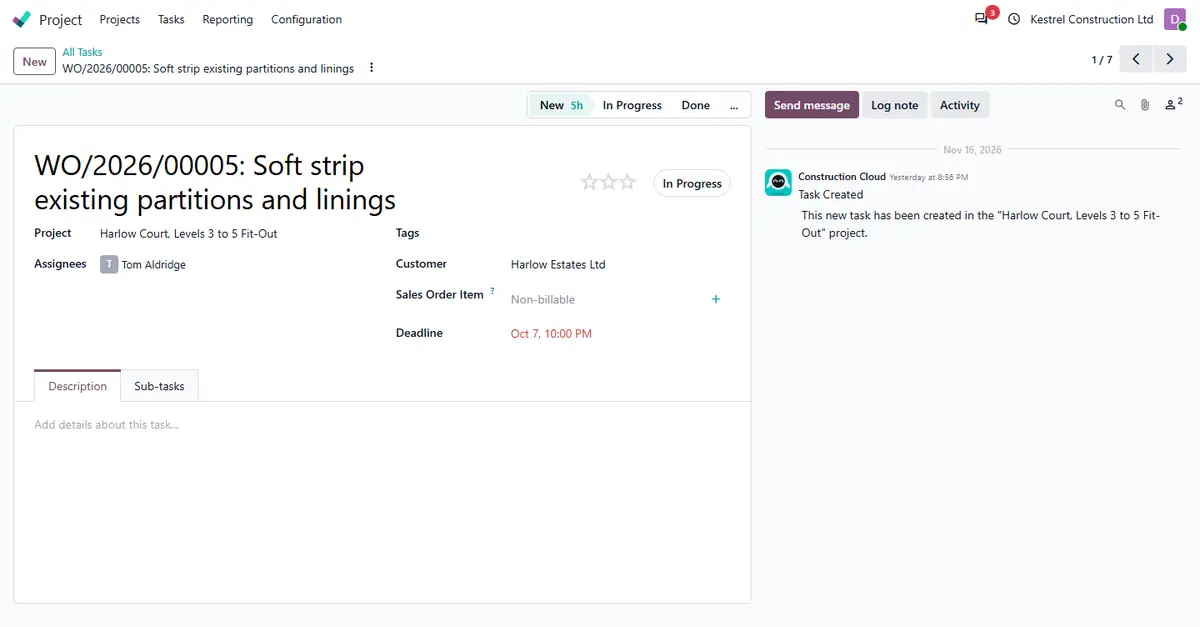 Project Projects Tasks Reporting Configuration 3 Kestrel Construction Ltd D
New All Tasks
WO/2026/00005: Soft strip existing partitions and linings
1 / 7
New 5h In Progress Done ...
Send message Log note Activity 2
WO/2026/00005: Soft strip
existing partitions and linings
In Progress
Project Harlow Court, Levels 3 to 5 Fit-Out
Assignees T Tom Aldridge
Tags
Customer Harlow Estates Ltd
Sales Order Item ? Non-billable +
Deadline Oct 7, 10:00 PM
Description Sub-tasks
Add details about this task...
Nov 16, 2026
Construction Cloud Yesterday at 8:56 PM
Task Created
This new task has been created in the "Harlow Court, Levels 3 to 5 Fit-
Out" project.